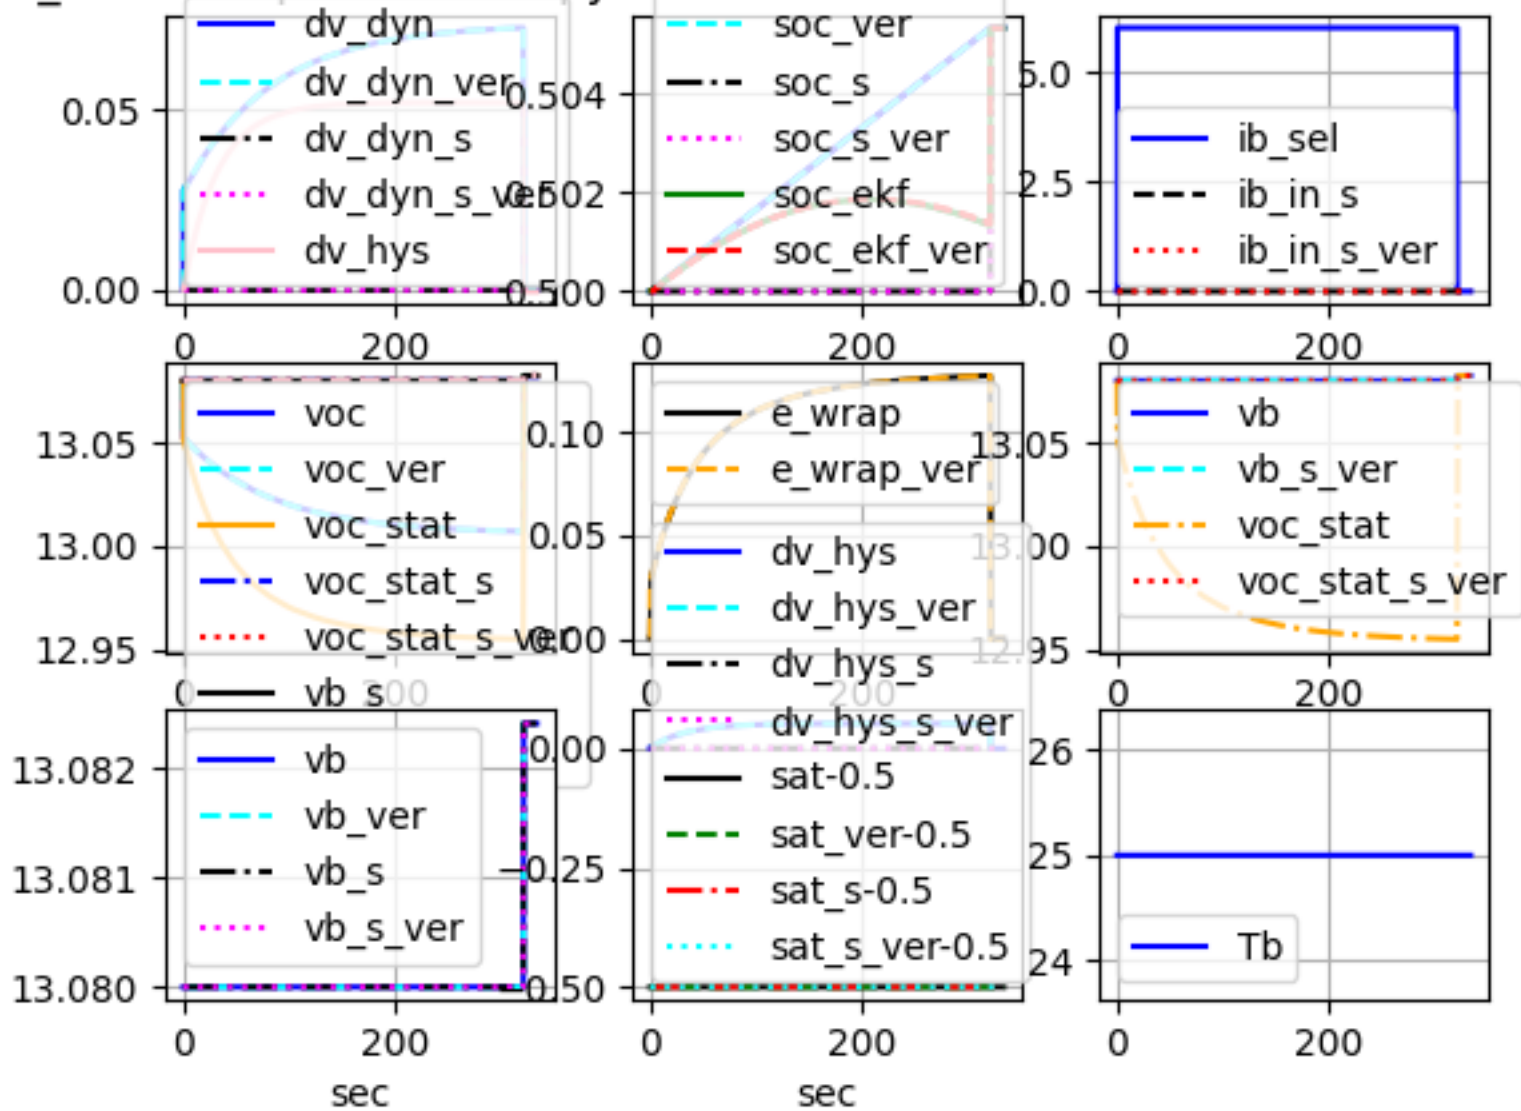 dv_dyn
dv_dyn_ver
dv_dyn_s
dv_dyn_s_ver
dv_hys
0.05
0.00
0 200
soc_ver
soc_s
soc_s_ver
soc_ekf
soc_ekf_ver
0.504
0.502
0.500
0 200
ib_sel
ib_in_s
ib_in_s_ver
5.0
2.5
0.0
0 200
voc
voc_ver
voc_stat
voc_stat_s
voc_stat_s_ver
vb_s
13.05
13.00
12.95
0 200
e_wrap
e_wrap_ver
0.10
0.05
0.00
0 200
vb
vb_s_ver
voc_stat
voc_stat_s_ver
13.05
13.00
12.95
0 200
vb
vb_ver
vb_s
vb_s_ver
13.082
13.081
13.080
0 200
sec
dv_hys
dv_hys_ver
dv_hys_s
dv_hys_s_ver
sat-0.5
sat_ver-0.5
sat_s-0.5
sat_s_ver-0.5
0.00
−0.25
−0.50
0 200
sec
Tb
26
25
24
0 200